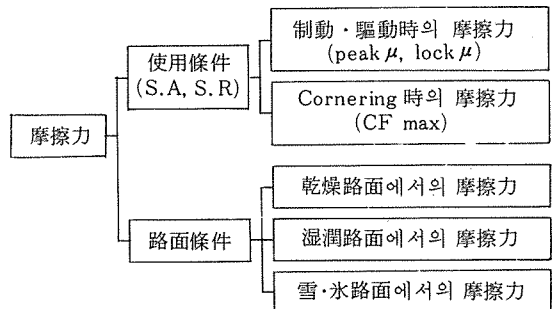 制動・驅動時의 摩擦力
(peak μ, lock μ)
使用條件
(S.A, S.R)
Cornering 時의 摩擦力
(CF max)
摩擦力
乾燥路面에서의 摩擦力
路面條件
湿潤路面에서의 摩擦力
雪·氷路面에서의 摩擦力